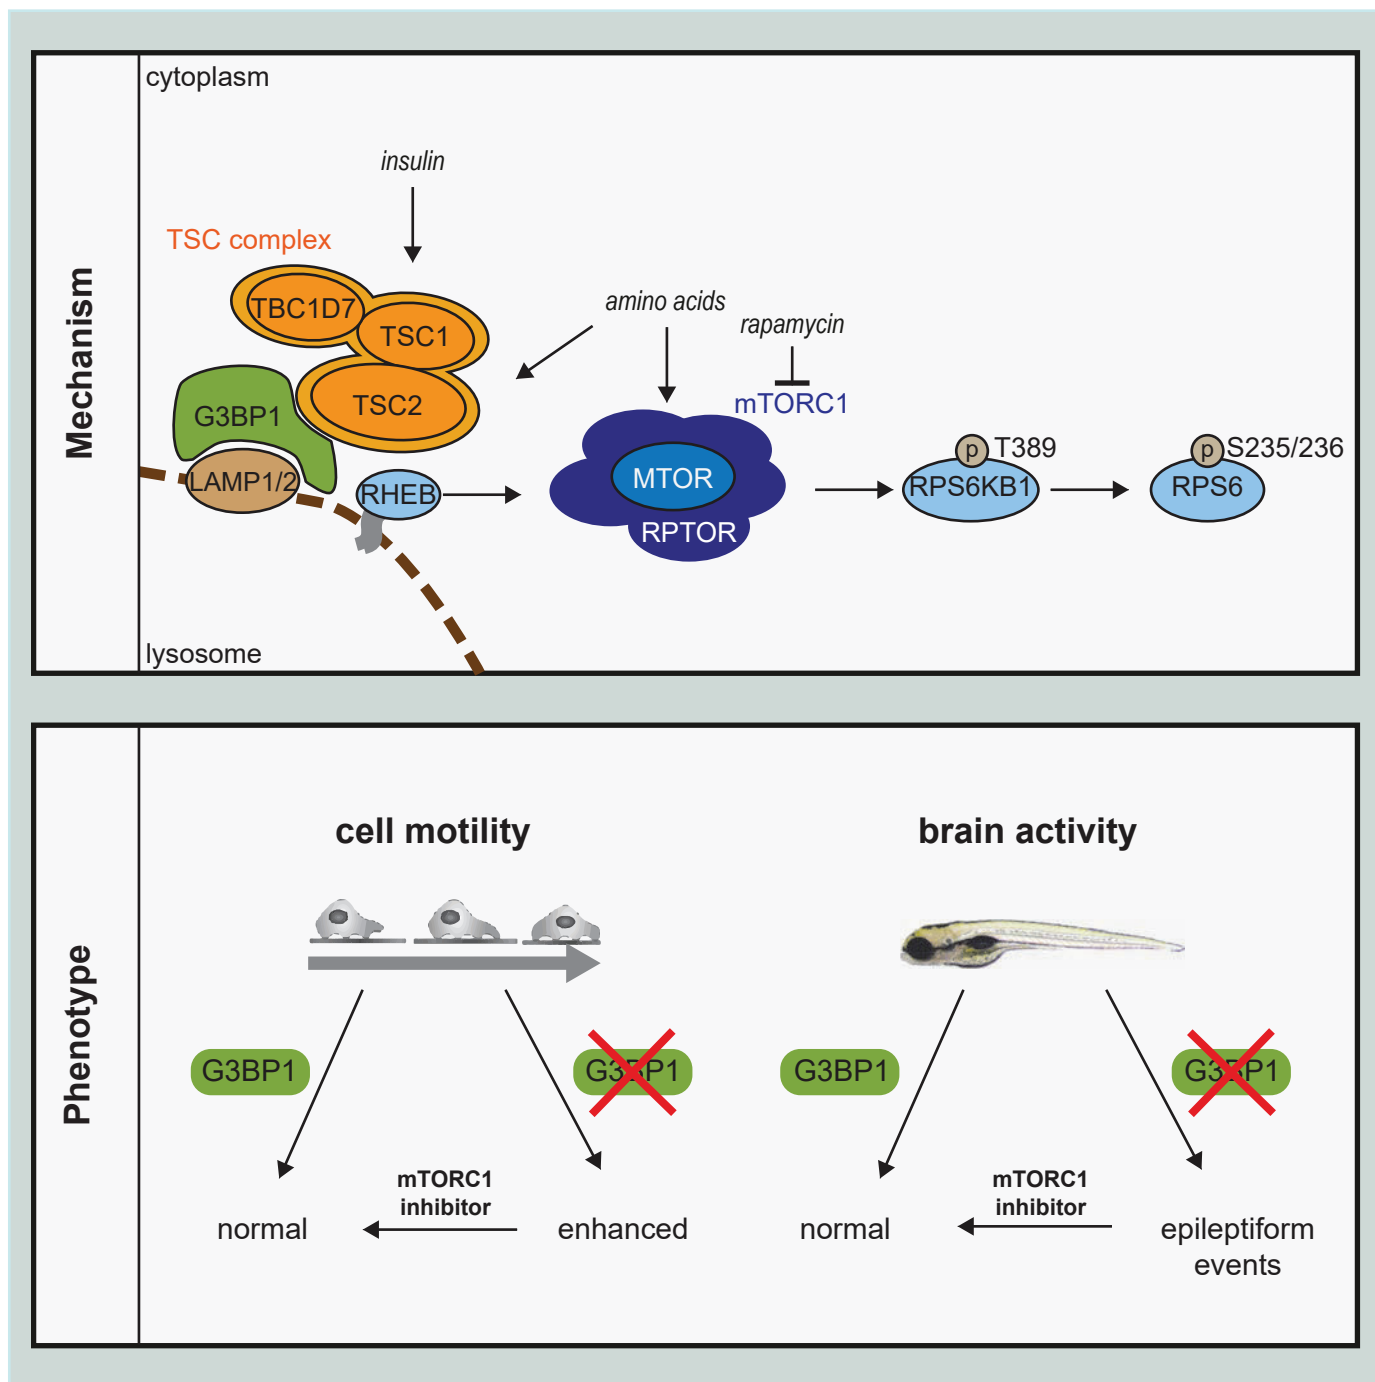 Mechanism
cytoplasm
insulin
TSC complex
TBC1D7
TSC1
TSC2
amino acids
rapamycin
mTORC1
G3BP1
LAMP1/2
RHEB
MTOR
RPTOR
p
T389
RPS6KB1
p
S235/236
RPS6
lysosome
Phenotype
cell motility
G3BP1
G3BP1
mTORC1
inhibitor
normal
enhanced
brain activity
G3BP1
G3BP1
mTORC1
inhibitor
normal
epileptiform
events